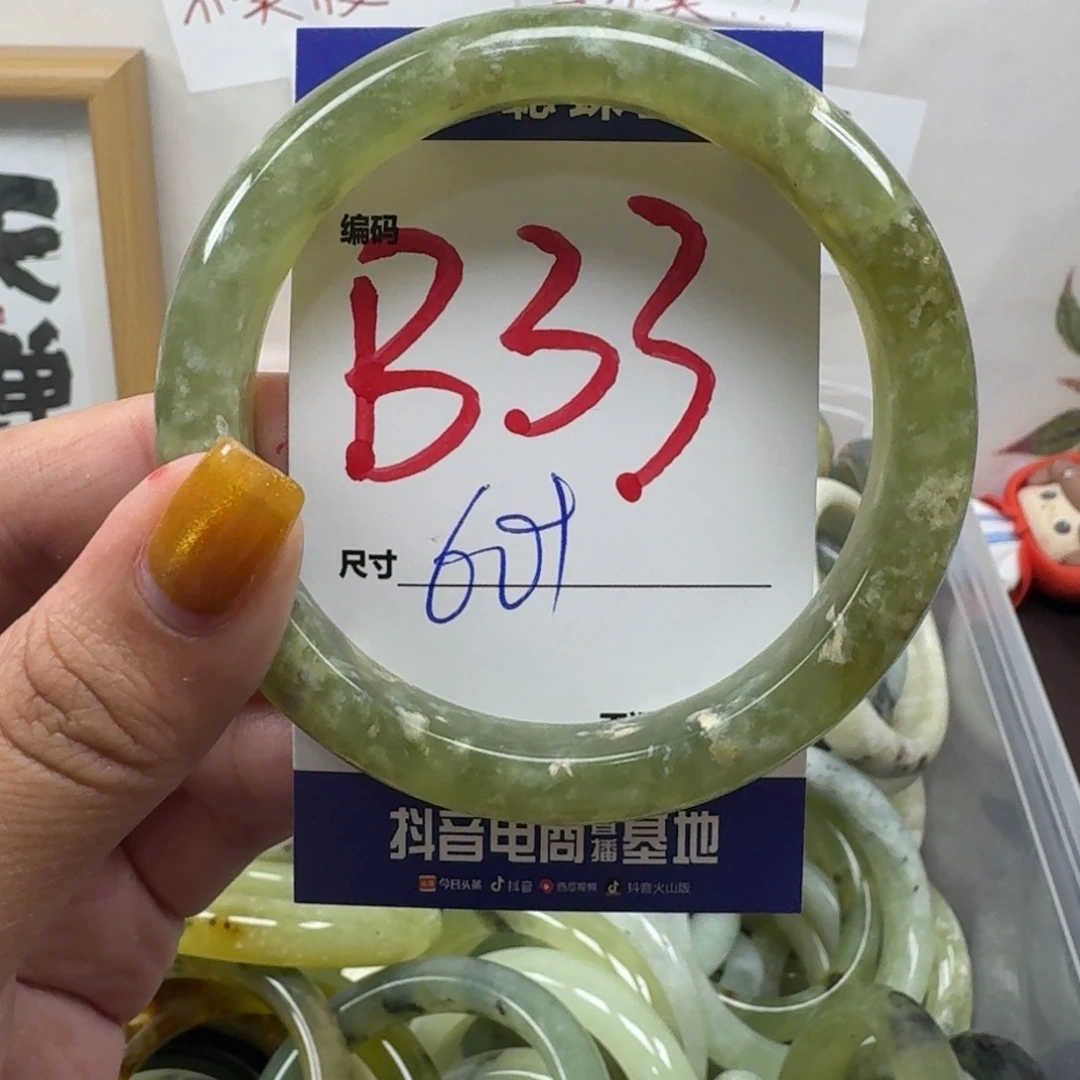 编码
B33
尺寸 60t
抖音电商直播基地
今日头条 抖音 西瓜视频 抖音火山版